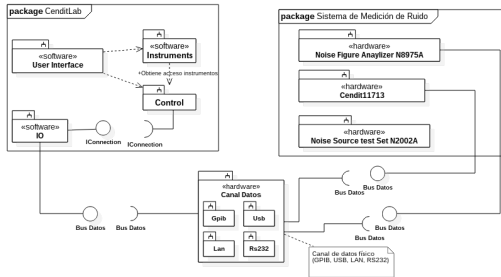 package CenditLab
«software»
User Interface
«software»
Instruments
+Obtiene acceso instrumentos
Control
«software»
IO
IConnection
IConnection
package Sistema de Medición de Ruido
«hardware»
Noise Figure Anaylizer N8975A
«hardware»
Cendit11713
«hardware»
Noise Source test Set N2002A
Bus Datos
Bus Datos
«hardware»
Canal Datos
Gpib
Usb
Lan
Rs232
Bus Datos
Bus Datos
Bus Datos
Bus Datos
Canal de datos físico
(GPIB, USB, LAN, RS232)